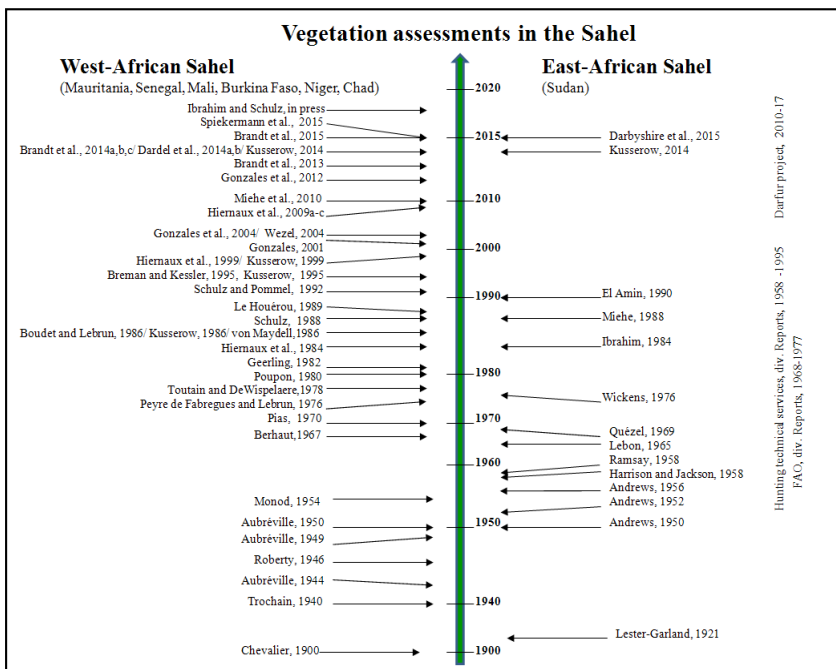 Vegetation assessments in the Sahel
West-African Sahel
(Mauritania, Senegal, Mali, Burkina Faso, Niger, Chad)
Ibrahim and Schulz, in press
Spiekermann et al., 2015
Brandt et al., 2015
Brandt et al., 2014a,b,c/ Dardel et al., 2014a,b/ Kusserow, 2014
Brandt et al., 2013
Gonzales et al., 2012
Miehe et al., 2010
Hiernaux et al., 2009a-c
Gonzales et al., 2004/ Wezel, 2004
Gonzales, 2001
Hiernaux et al., 1999/ Kusserow, 1999
Breman and Kessler, 1995, Kusserow, 1995
Schulz and Pommel, 1992
Le Houérou, 1989
Schulz, 1988
Boudet and Lebrun, 1986/ Kusserow, 1986/ von Maydell,1986
Hiernaux et al., 1984
Geerling, 1982
Poupon, 1980
Toutain and DeWispelaere, 1978
Peyre de Fabregues and Lebrun, 1976
Pias, 1970
Berhaut, 1967
Monod, 1954
Aubréville, 1950
Aubréville, 1949
Roberty, 1946
Aubréville, 1944
Trochain, 1940
Chevalier, 1900
2020
2015
2014
2010
2000
1990
1980
1970
1960
1950
1940
1900
East-African Sahel
(Sudan)
Darbyshire et al., 2015
Kusserow, 2014
El Amin, 1990
Miehe, 1988
Ibrahim, 1984
Wickens, 1976
Quézel, 1969
Lebon, 1965
Ramsay, 1958
Harrison and Jackson, 1958
Andrews, 1956
Andrews, 1952
Andrews, 1950
Lester-Garland, 1921
Darfur project, 2010-17
Hunting technical services, div. Reports, 1958 -1995
FAO, div. Reports, 1968-1977